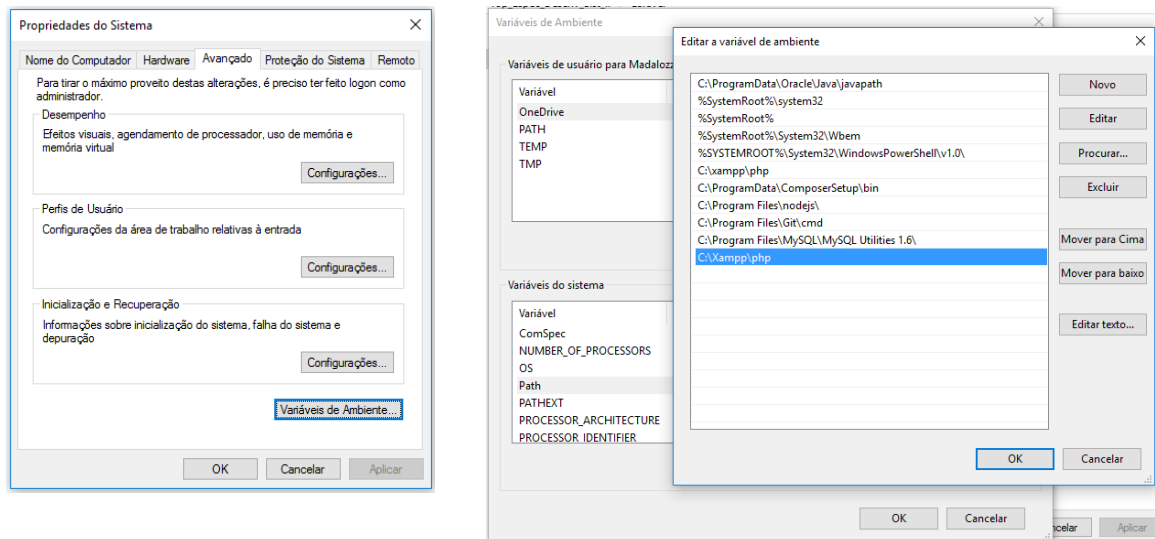 Propriedades do Sistema
Nome do Computador Hardware Avançado Proteção do Sistema Remoto
Para tirar o máximo proveito destas alterações, é preciso ter feito logon como
administrador.
Desempenho
Efeitos visuais, agendamento de processador, uso de memória e
memória virtual
Configurações...
Perfis de Usuário
Configurações da área de trabalho relativas à entrada
Configurações...
Inicialização e Recuperação
Informações sobre inicialização do sistema, falha do sistema e
depuração
Configurações...
Variáveis de Ambiente...
OK Cancelar Aplicar
Variáveis de Ambiente
Variáveis de usuário para Madaloz
Variável
OneDrive
PATH
TEMP
TMP
Variáveis do sistema
Variável
ComSpec
NUMBER_OF_PROCESSORS
OS
Path
PATHEXT
PROCESSOR_ARCHITECTURE
PROCESSOR IDENTIFIER
OK Cancelar
Editar a variável de ambiente
C:\ProgramData\Oracle\Java\javapath
%SystemRoot%\system32
%SystemRoot%
%SystemRoot%\System32\Wbem
%SYSTEMROOT%\System32\WindowsPowerShell\v1.0\
C:\xampp\php
C:\ProgramData\ComposerSetup\bin
C:\Program Files\nodejs\
C:\Program Files\Git\cmd
C:\Program Files\MySQL\MySQL Utilities 1.6\
C:\Xampp\php
Novo
Editar
Procurar...
Excluir
Mover para Cima
Mover para baixo
Editar texto...
OK Cancelar
ncelar Aplicar